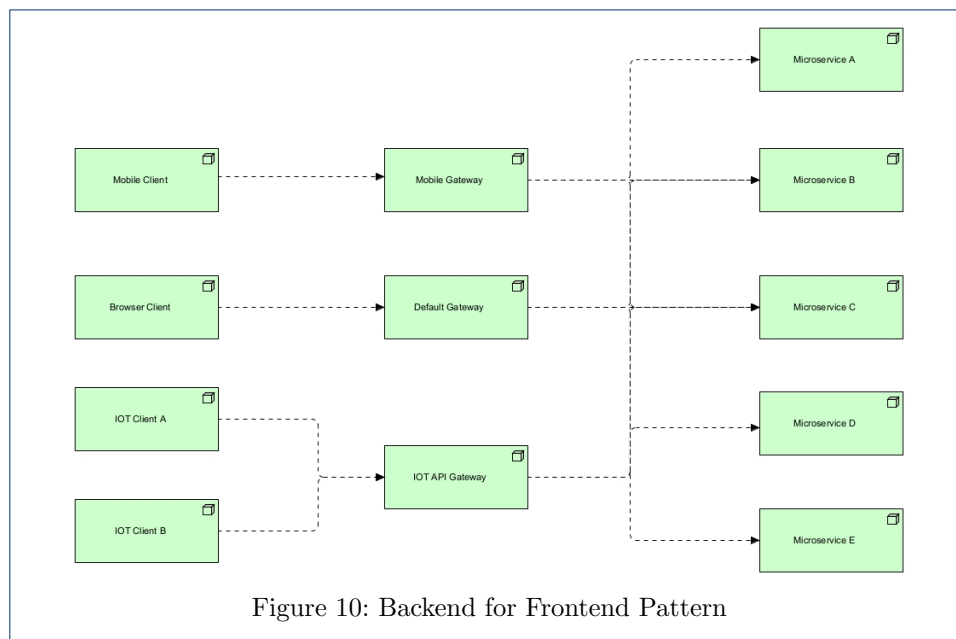 Microservice A
Mobile Client
Mobile Gateway
Microservice B
Browser Client
Default Gateway
Microservice C
IOT Client A
Microservice D
IOT API Gateway
IOT Client B
Microservice E
Figure 10: Backend for Frontend Pattern